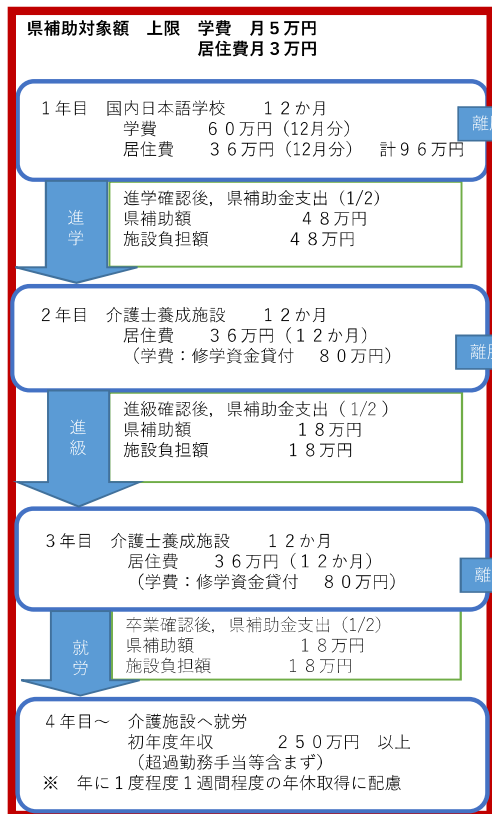 県補助対象額　上限　学費　月５万円
居住費月３万円
１年目　国内日本語学校　　１２か月
学費　　　６０万円（12月分）
居住費　　３６万円（12月分）　計９６万円
離
進学
進学確認後，県補助金支出（1/2）
県補助額　　　　　　４８万円
施設負担額　　　　　４８万円
２年目　介護士養成施設　　１２か月
居住費　　３６万円（１２か月）
（学費：修学資金貸付　８０万円）
離
進級
進級確認後，県補助金支出（1/2）
県補助額　　　　　　１８万円
施設負担額　　　　　１８万円
３年目　介護士養成施設　　１２か月
居住費　　３６万円（１２か月）
（学費：修学資金貸付　８０万円）
離
就労
卒業確認後，県補助金支出（1/2）
県補助額　　　　　　１８万円
施設負担額　　　　　１８万円
４年目～　介護施設へ就労
初年度年収　　　２５０万円　以上
（超過勤務手当等含まず）
※　年に１度程度１週間程度の年休取得に配慮